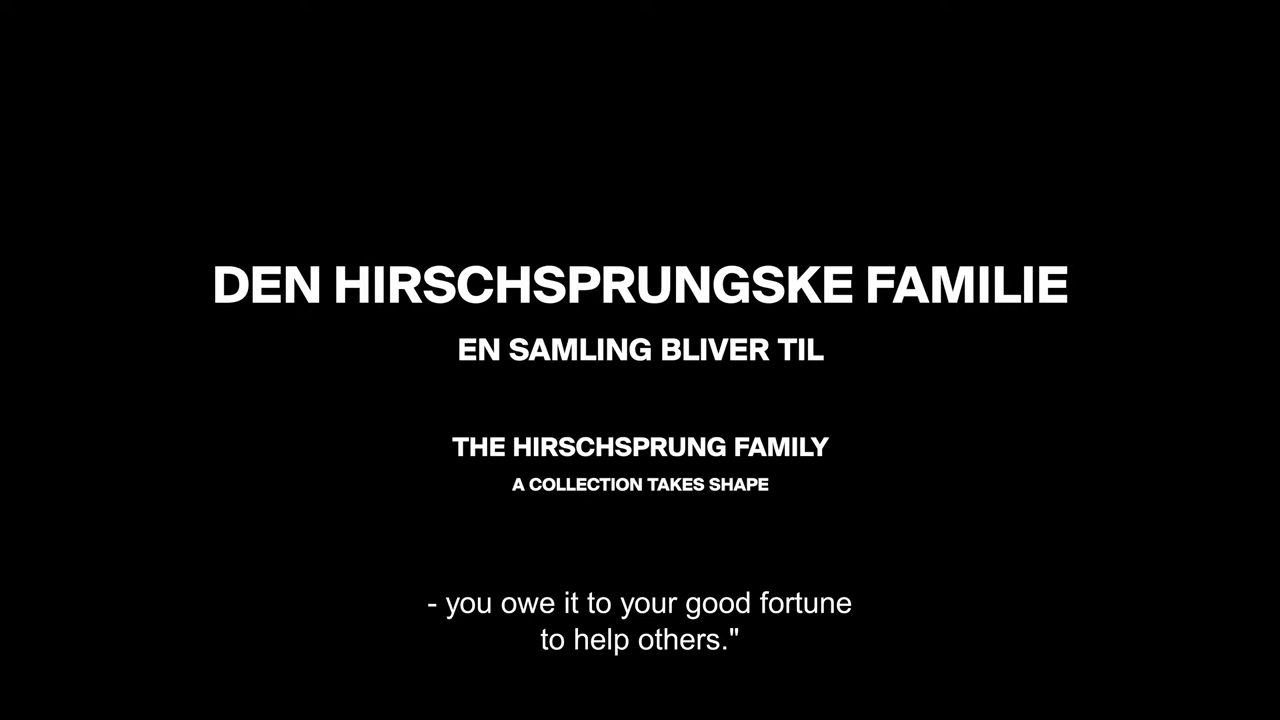 DEN HIRSCHSPRUNGSKE FAMILIE
EN SAMLING BLIVER TIL
THE HIRSCHSPRUNG FAMILY
A COLLECTION TAKES SHAPE
- you owe it to your good fortune
to help others."